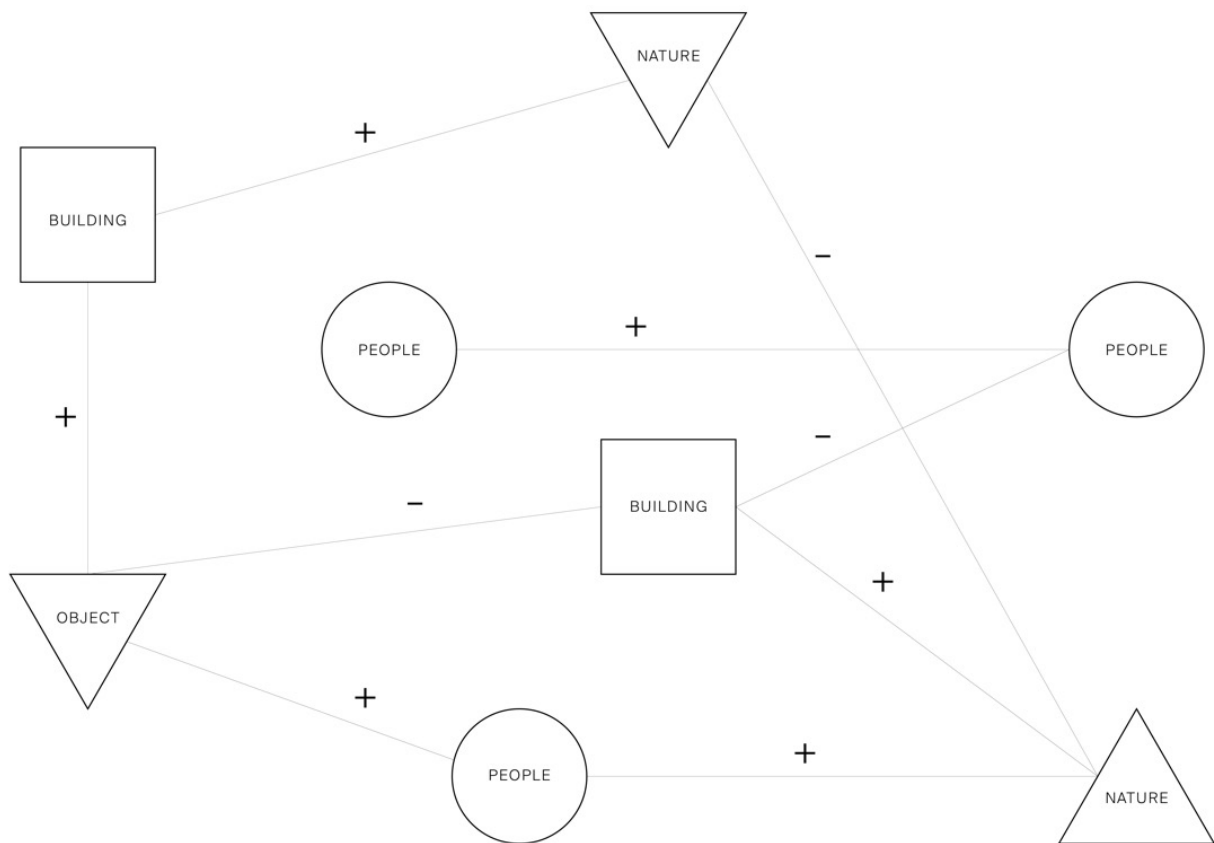 NATURE
+
BUILDING
–
+
PEOPLE
PEOPLE
+
–
–
BUILDING
+
OBJECT
+
+
PEOPLE
NATURE